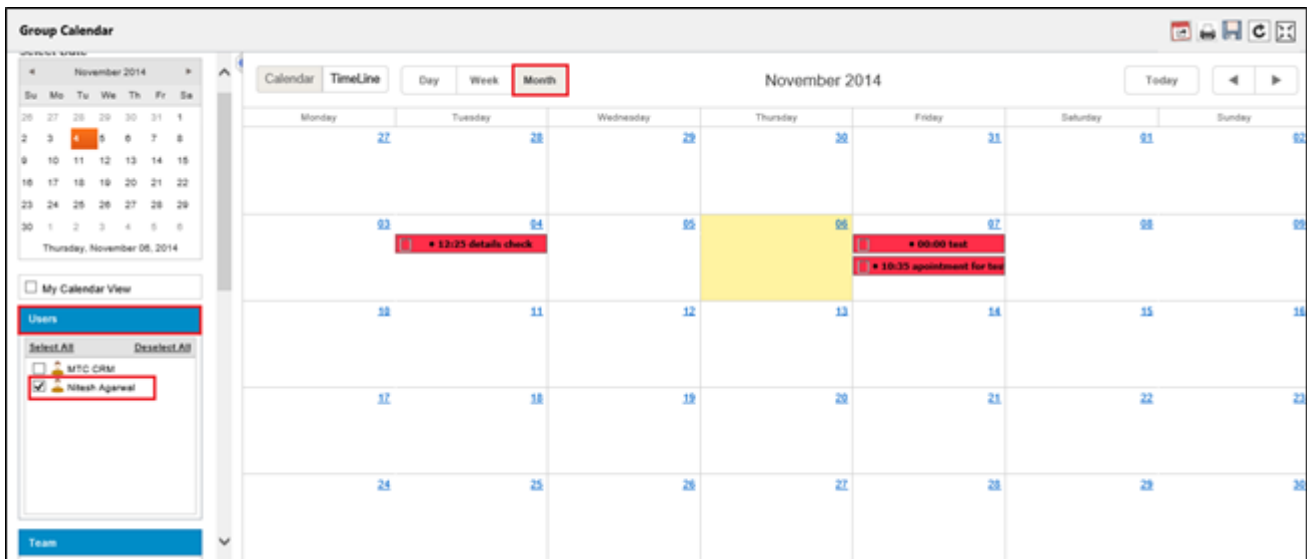 Group Calendar
Select Date
November 2014
Su Mo Tu We Th Fr Sa
26 27 28 29 30 31 1
2 3 4 5 6 7 8
9 10 11 12 13 14 15
16 17 18 19 20 21 22
23 24 25 26 27 28 29
30 1 2 3 4 5 6
Thursday, November 06, 2014
My Calendar View
Users
Select All Deselect All
MTC CRM
Nitesh Agarwal
Team
Calendar TimeLine Day Week Month November 2014 Today
Monday Tuesday Wednesday Thursday Friday Saturday Sunday
27 28 29 30 31 01 02
03 04 05 06 07 08 09
• 12:25 details check • 00:00 test
• 10:35 apointment for tes
10 11 12 13 14 15 16
17 18 19 20 21 22 23
24 25 26 27 28 29 30